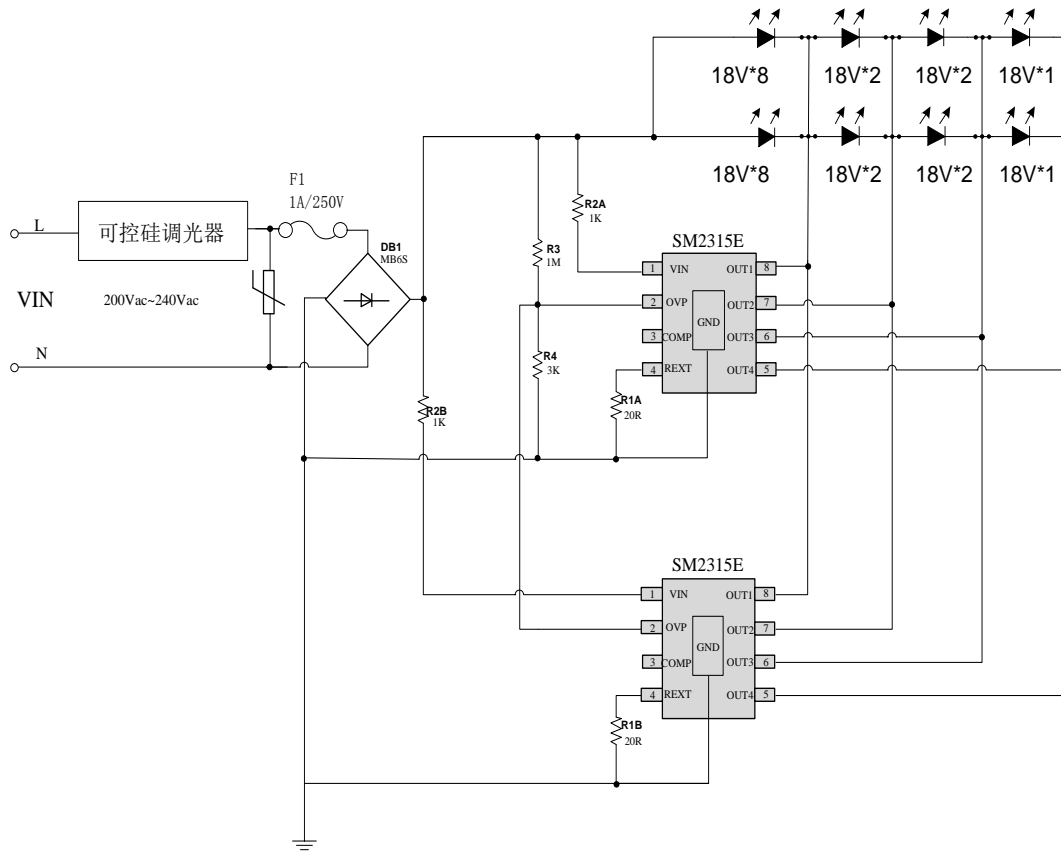 18V*8
18V*2
18V*2
18V*1
18V*8
18V*2
18V*2
18V*1
F1
1A/250V
L
可控硅调光器
DB1
MB6S
VIN
200Vac~240Vac
N
R2A
1K
R3
1M
R4
3K
R2B
1K
R1A
20R
SM2315E
1 VIN OUT1 8
2 OVP OUT2 7
GND
3 COMP OUT3 6
4 REXT OUT4 5
SM2315E
1 VIN OUT1 8
2 OVP OUT2 7
GND
3 COMP OUT3 6
4 REXT OUT4 5
R1B
20R